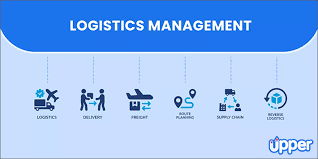 LOGISTICS MANAGEMENT
LOGISTICS
DELIVERY
FREIGHT
ROUTE
PLANNING
SUPPLY CHAIN
REVERSE
LOGISTICS
upper